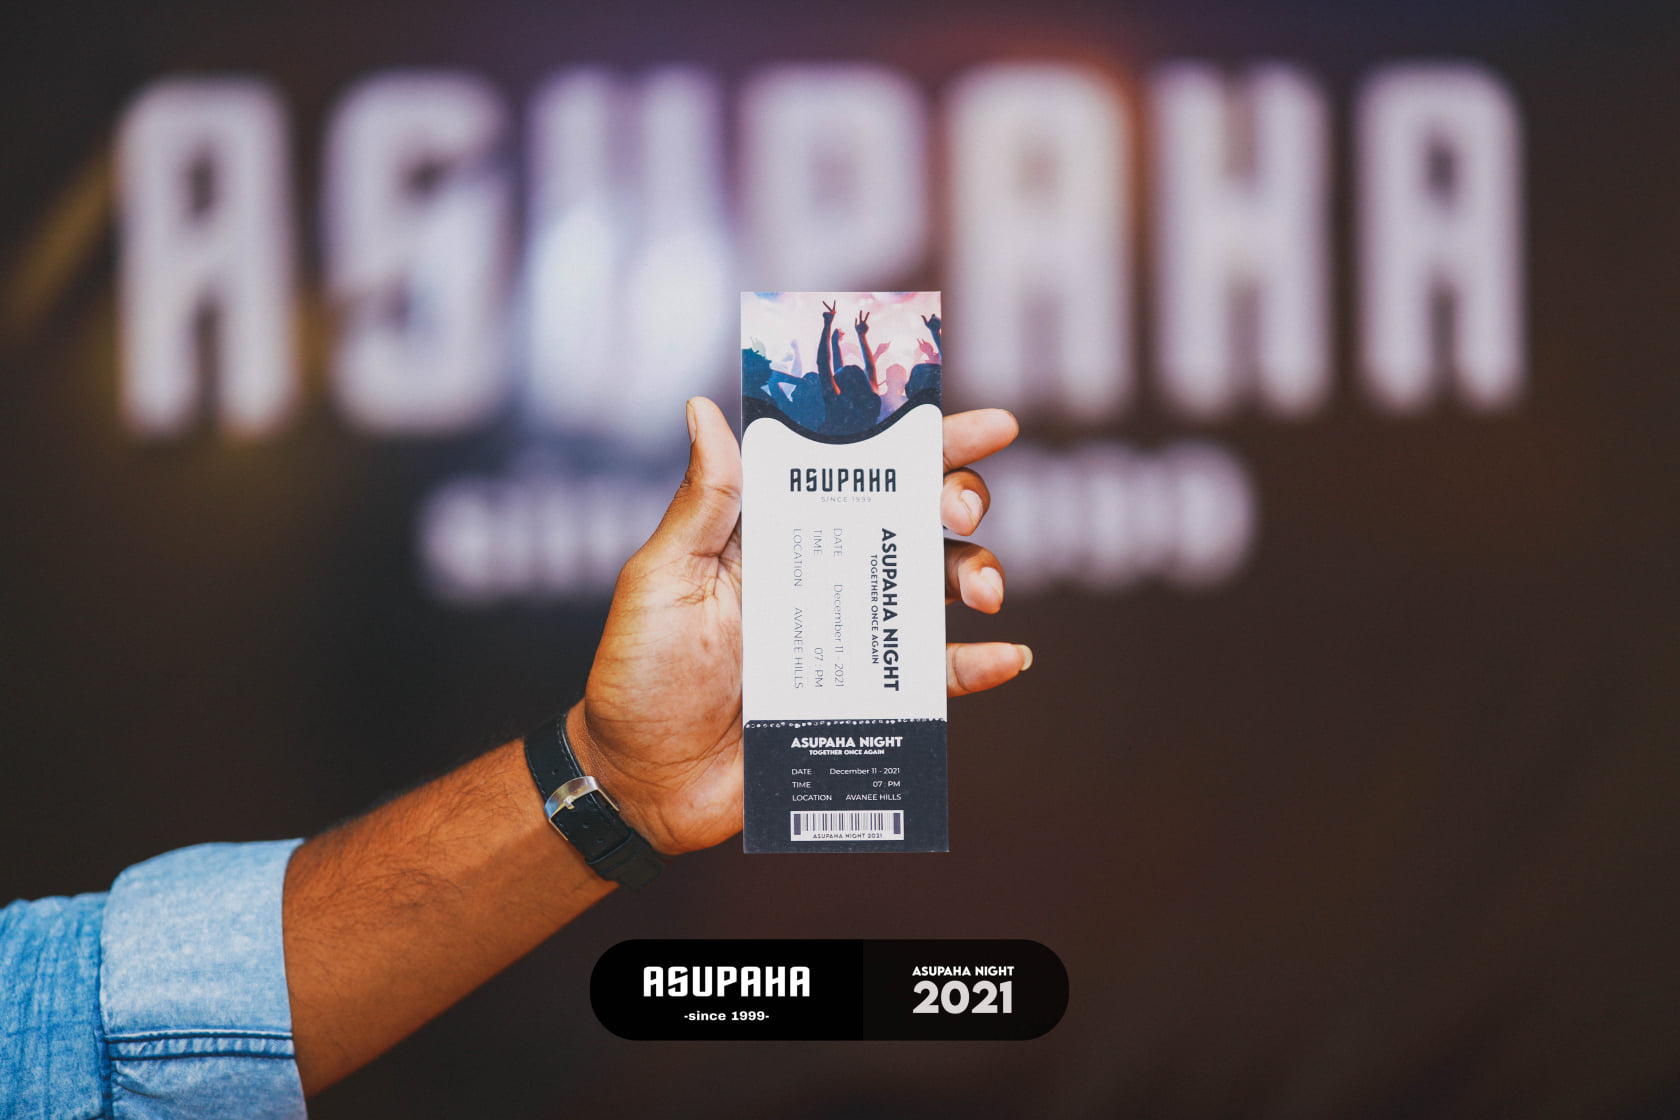 ASUPAHA
ASUPAHA
SINCE 1999
ASUPAHA NIGHT
TOGETHER ONCE AGAIN
DATE December 11 - 2021
TIME 07 : PM
LOCATION AVANEE HILLS
ASUPAHA NIGHT
TOGETHER ONCE AGAIN
DATE December 11 - 2021
TIME 07 : PM
LOCATION AVANEE HILLS
ASUPAHA NIGHT 2021
ASUPAHA
-since 1999-
ASUPAHA NIGHT
2021